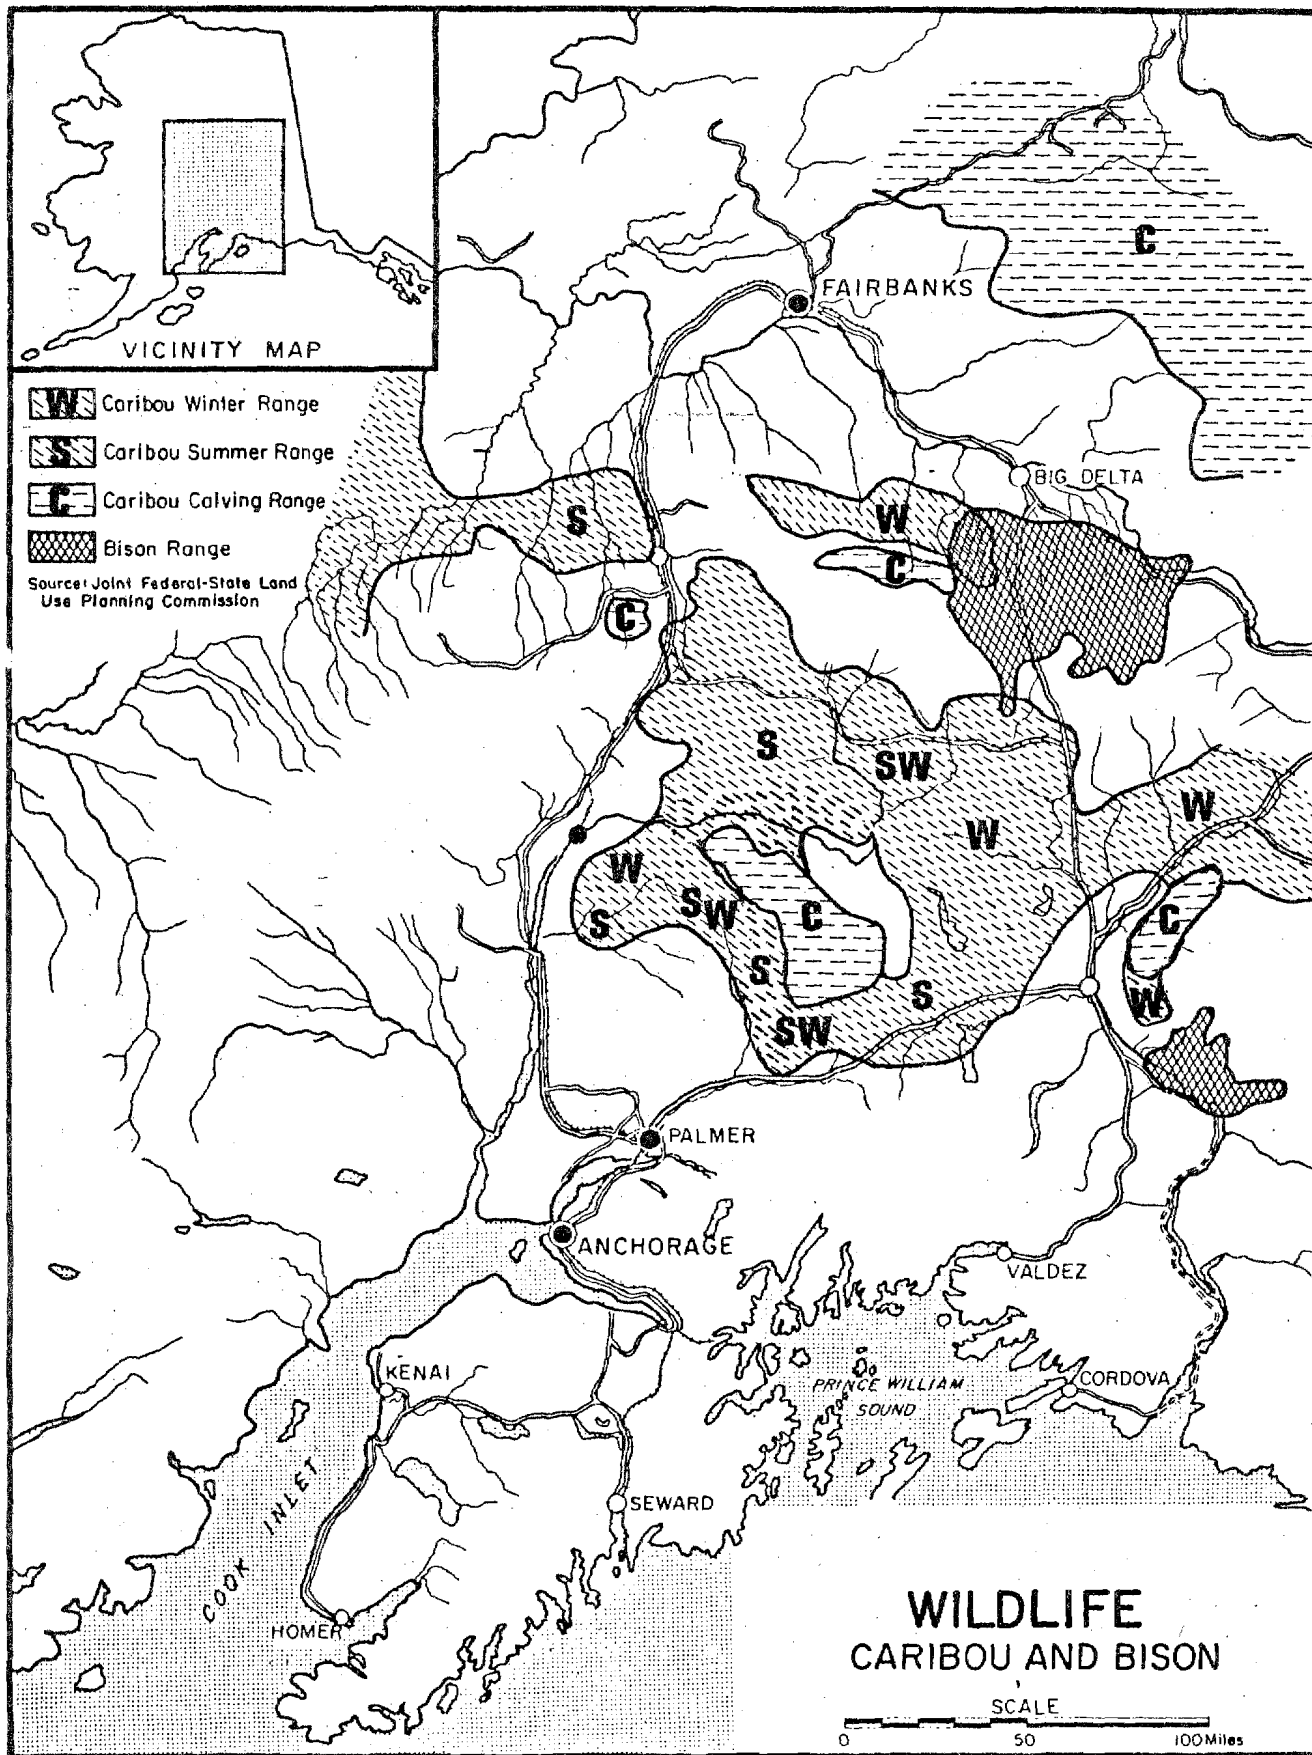 VICINITY MAP
W Caribou Winter Range
S Caribou Summer Range
C Caribou Calving Range
Bison Range
Source: Joint Federal-State Land
Use Planning Commission
C
FAIRBANKS
BIG DELTA
S
W
C
C
S
SW
W
W
W
S
SW
C
C
S
S
W
SW
PALMER
ANCHORAGE
VALDEZ
KENAI
CORDOVA
PRINCE WILLIAM
SOUND
SEWARD
COOK INLET
HOMER
WILDLIFE
CARIBOU AND BISON
SCALE
0 50 100 Miles